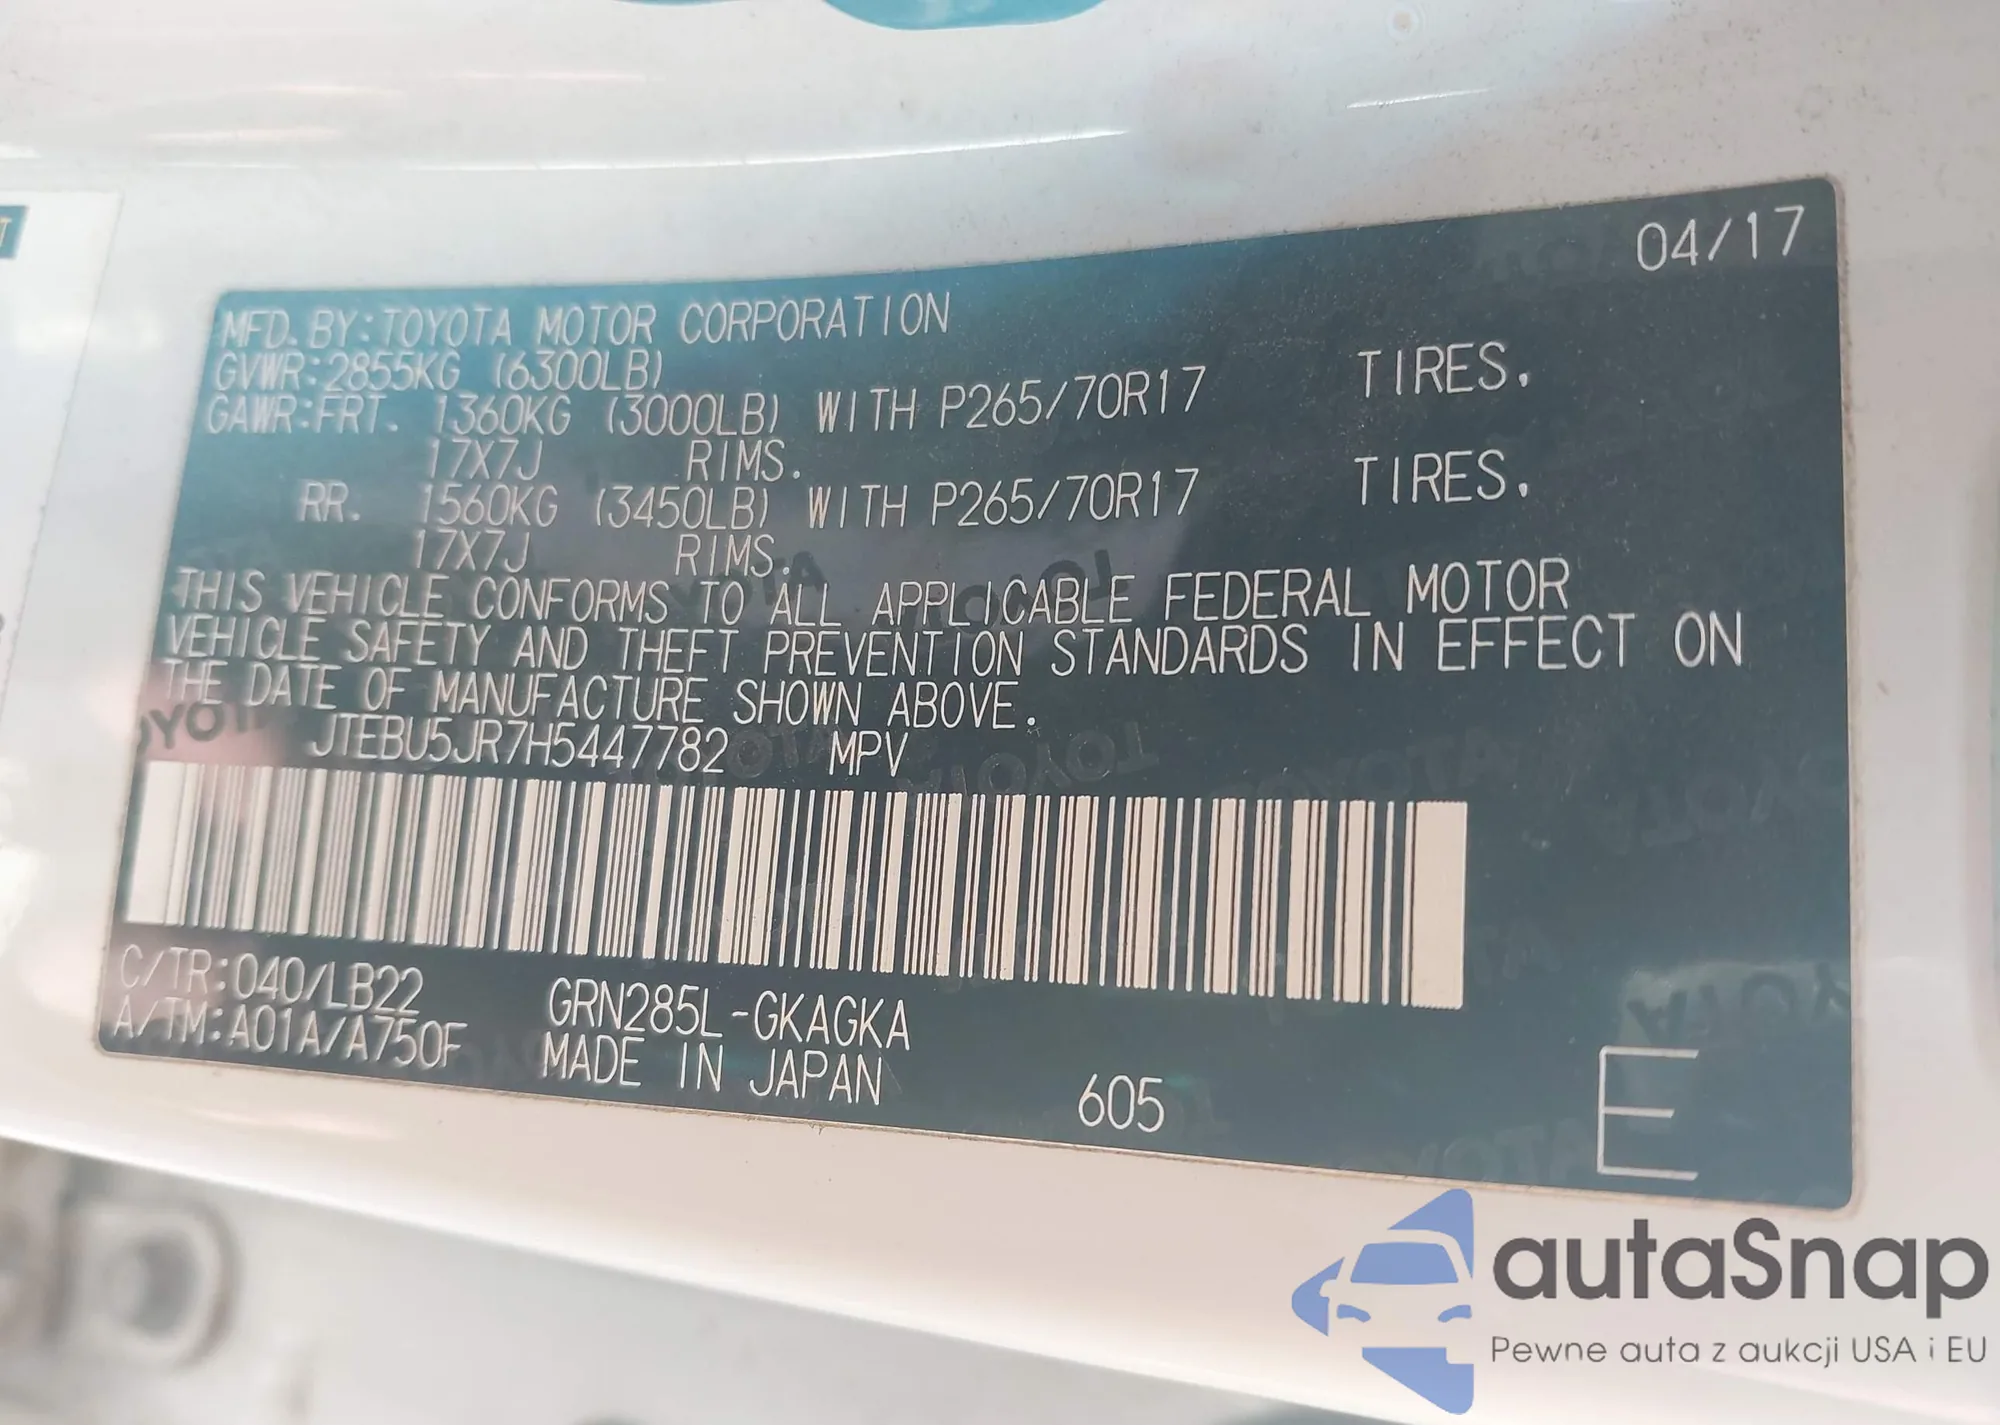 04/17
MFD. BY:TOYOTA MOTOR CORPORATION
GVWR:2855KG (6300LB)
GAWR:FRT. 1360KG (3000LB) WITH P265/70R17 TIRES,
17X7J RIMS.
RR. 1560KG (3450LB) WITH P265/70R17 TIRES,
17X7J RIMS.
THIS VEHICLE CONFORMS TO ALL APPLICABLE FEDERAL MOTOR
VEHICLE SAFETY AND THEFT PREVENTION STANDARDS IN EFFECT ON
THE DATE OF MANUFACTURE SHOWN ABOVE.
JTEBU5JR7H5447782 MPV
C/TR:040/LB22 GRN285L-GKAGKA
A/TM:A01A/A750F MADE IN JAPAN 605 E
autaSnap
Pewne auta z aukcji USA i EU